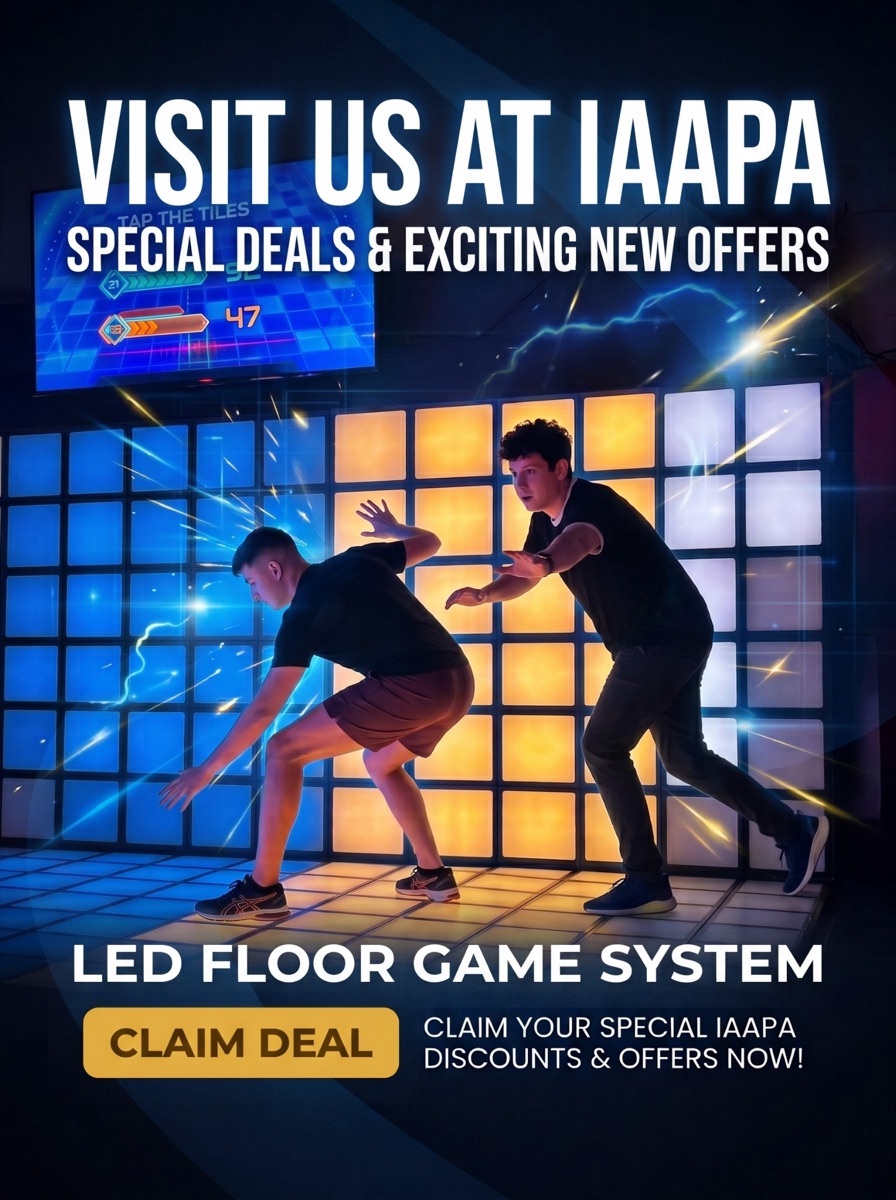 VISIT US AT IAAPA
TAP THE TILES
SPECIAL DEALS & EXCITING NEW OFFERS
21
47
LED FLOOR GAME SYSTEM
CLAIM DEAL
CLAIM YOUR SPECIAL IAAPA
DISCOUNTS & OFFERS NOW!